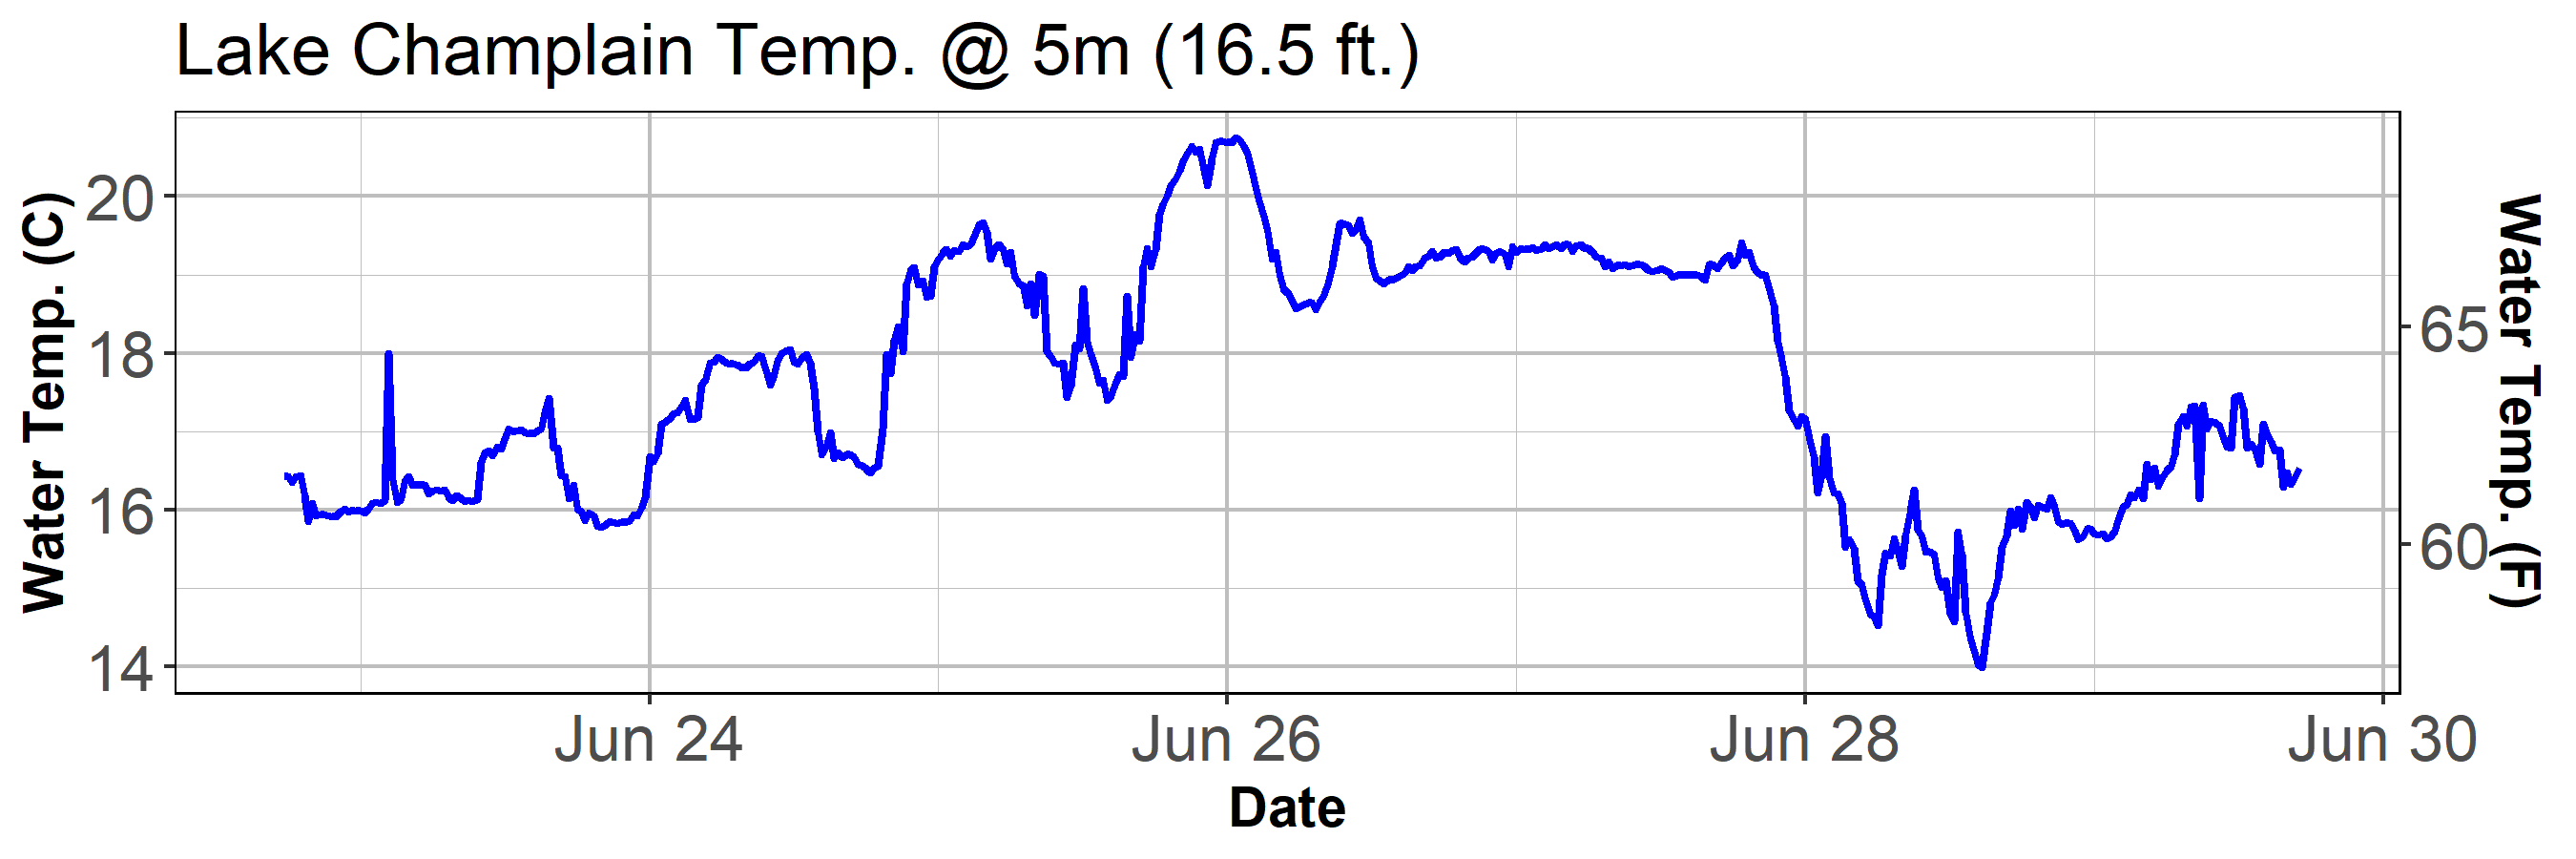 Lake Champlain Temp. @ 5m (16.5 ft.)
Water Temp. (C)
20
18
16
14
65
60
Water Temp. (F)
Jun 24 Jun 26 Jun 28 Jun 30
Date